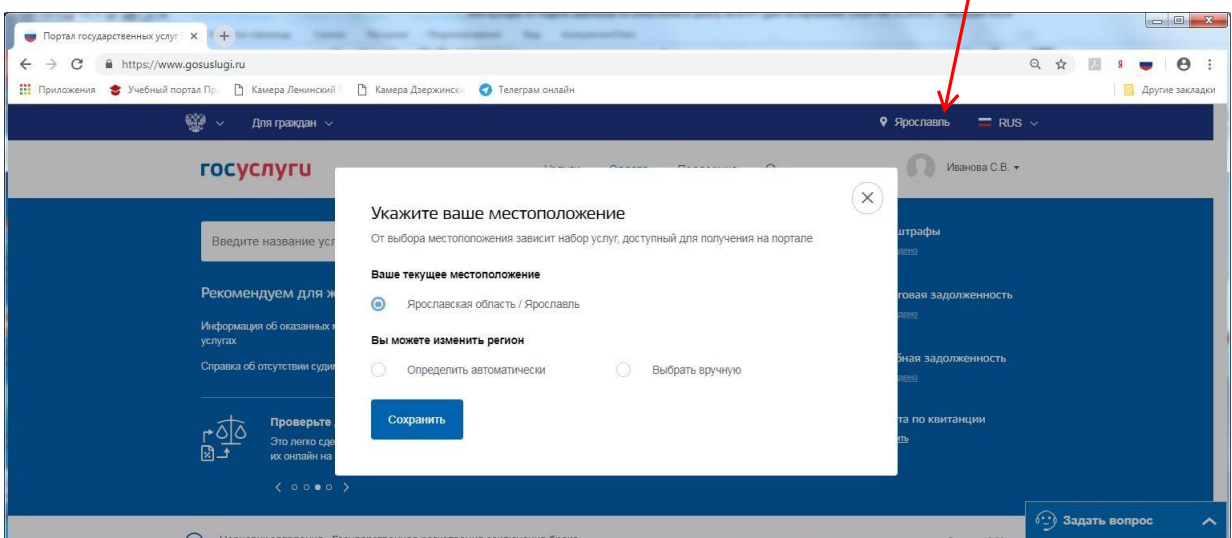 Портал государственных услуг
https://www.gosuslugi.ru
Приложения
Учебный портал Пр
Камера Ленинский
Камера Дзержинск
Телеграм онлайн
Другие закладки
Для граждан
Ярославль
RUS
госуслуги
Иванова С.В.
Укажите ваше местоположение
От выбора местоположения зависит набор услуг, доступный для получения на портале
Ваше текущее местоположение
Ярославская область / Ярославль
Вы можете изменить регион
Определить автоматически
Выбрать вручную
Сохранить
Введите название усл
Рекомендуем для ж
Информация об оказанных
услугах
Справка об отсутствии суди
Проверьте
Это легко сде
их онлайн на
штрафы
дено
говая задолженность
дено
бная задолженность
дено
та по квитанции
Задать вопрос